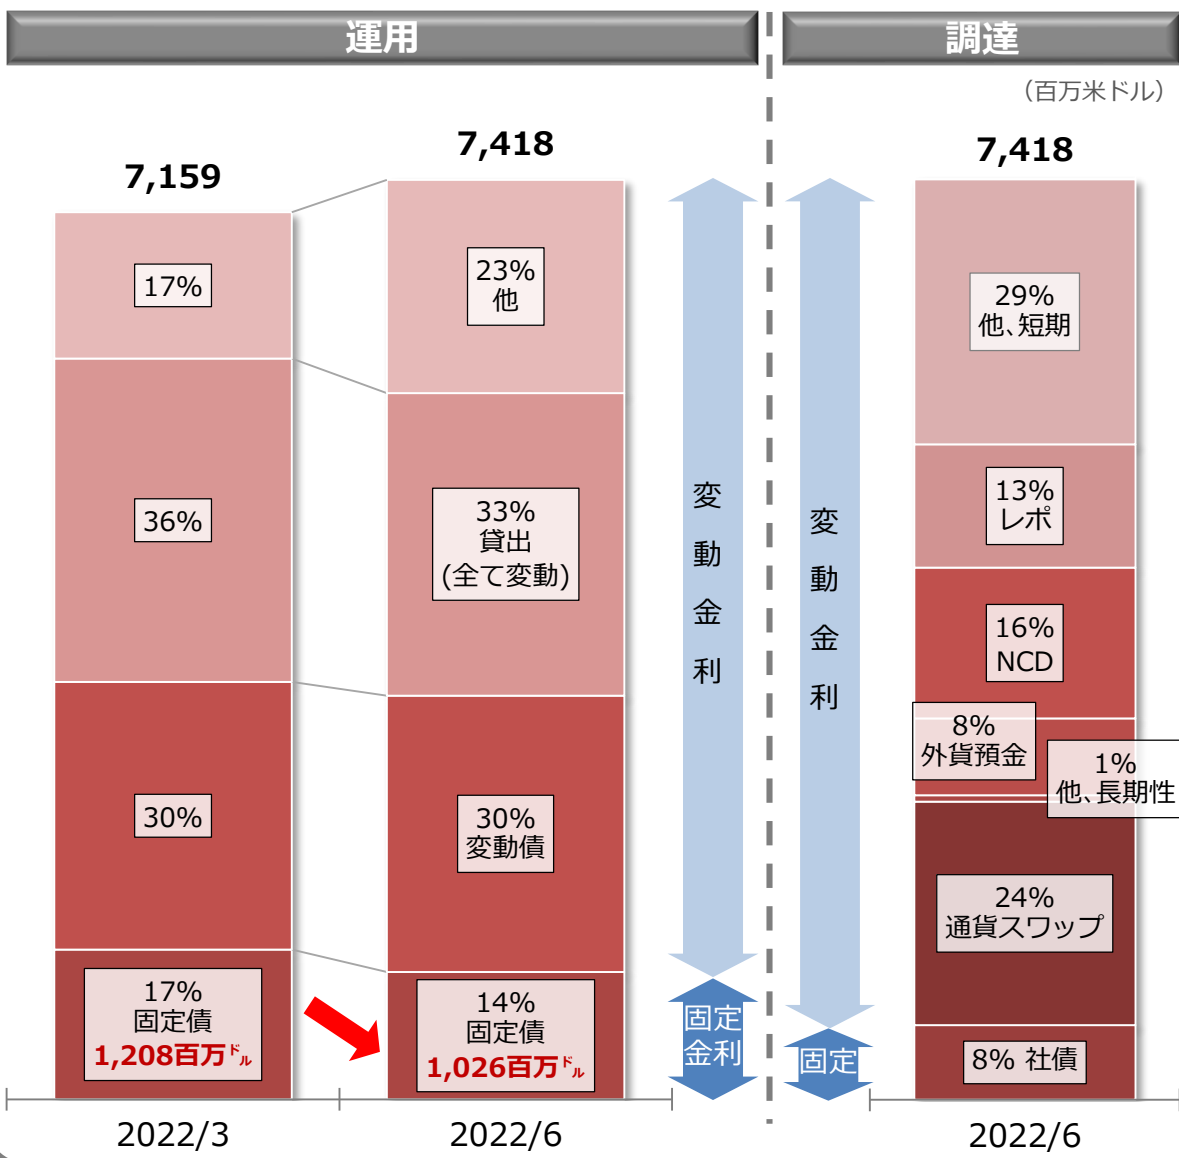 運用
調達
（百万米ドル）
7,159
7,418
7,418
17%
36%
30%
17%
固定債
1,208百万㌦
23%
他
33%
貸出
(全て変動)
30%
変動債
14%
固定債
1,026百万㌦
変動金利
固定
金利
変動金利
固定
29%
他、短期
13%
レポ
16%
NCD
8%
外貨預金
1%
他、長期性
24%
通貨スワップ
8% 社債
2022/3
2022/6
2022/6